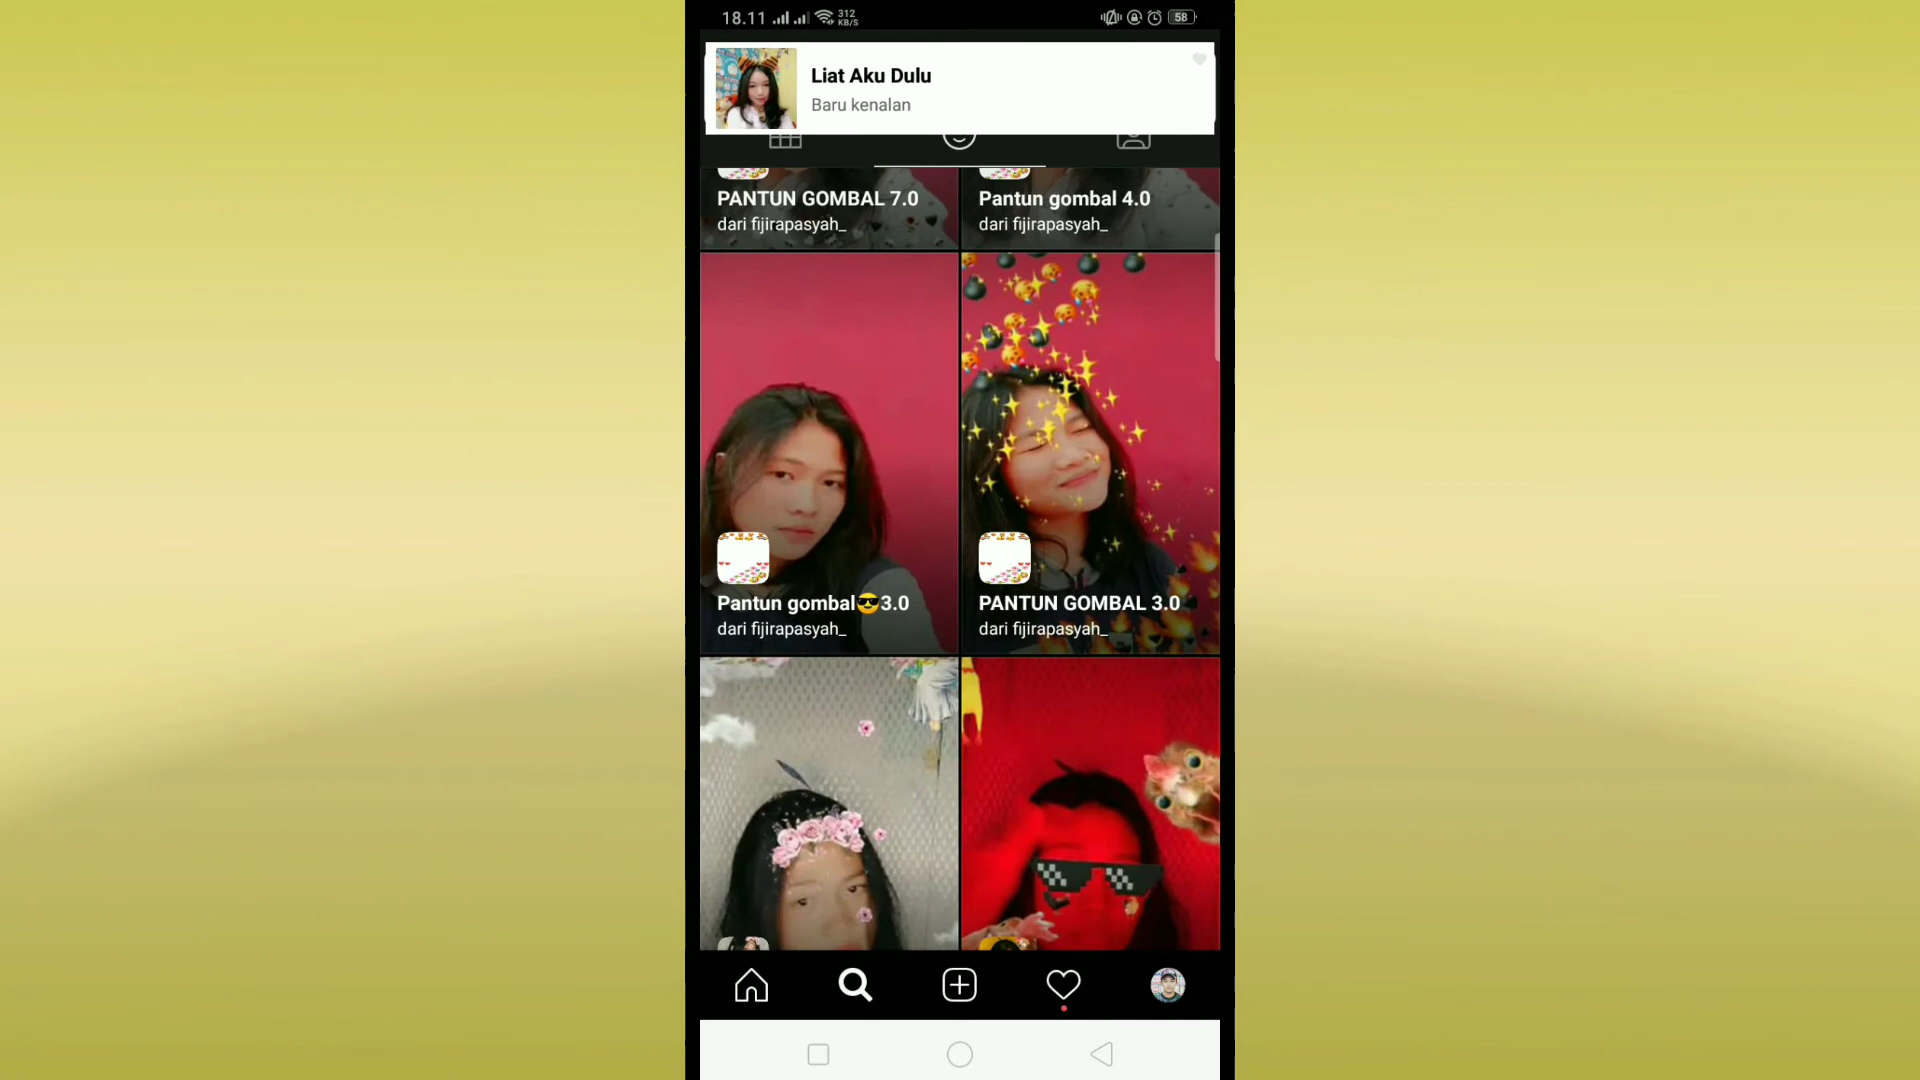 18.11
312
KB/S
58
Liat Aku Dulu
Baru kenalan
PANTUN GOMBAL 7.0
dari fijirapasyah_
Pantun gombal 4.0
dari fijirapasyah_
Pantun gombal😎3.0
dari fijirapasyah_
PANTUN GOMBAL 3.0
dari fijirapasyah_